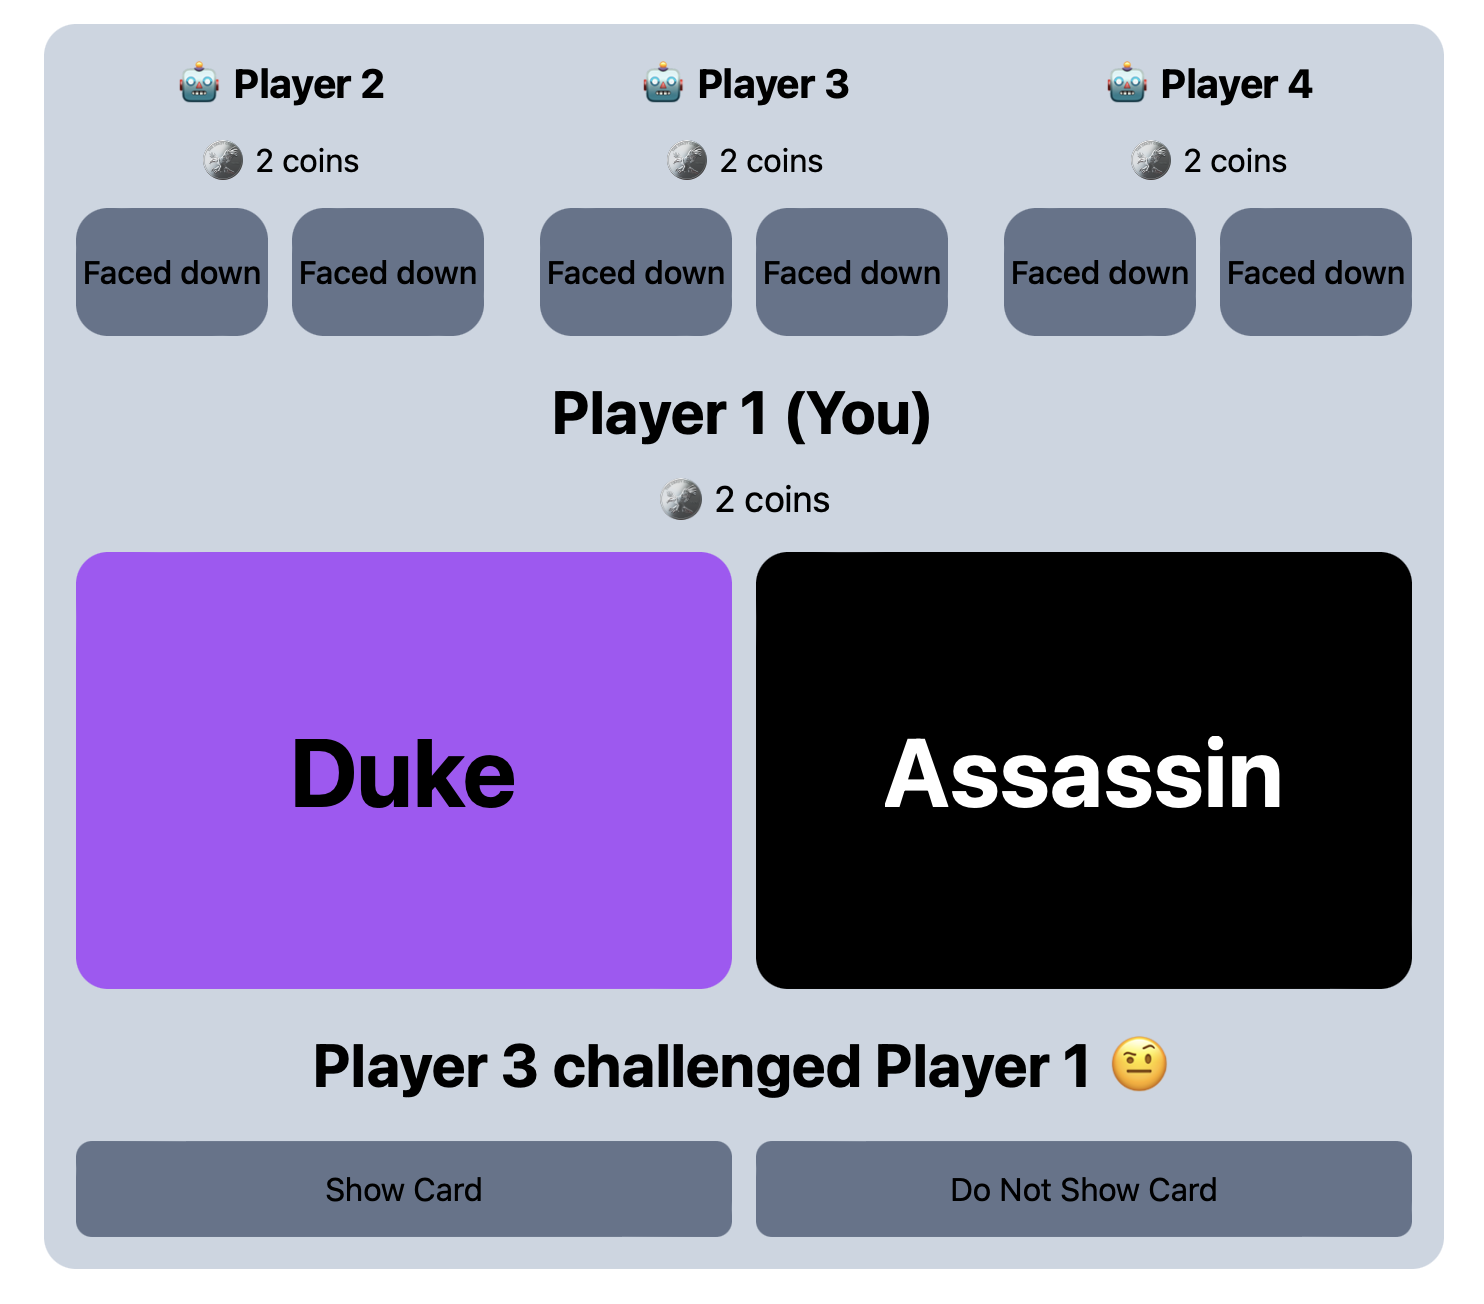 Player 2
Player 3
Player 4
2 coins
2 coins
2 coins
Faced down
Faced down
Faced down
Faced down
Faced down
Faced down
Player 1 (You)
2 coins
Duke
Assassin
Player 3 challenged Player 1 🤨
Show Card
Do Not Show Card